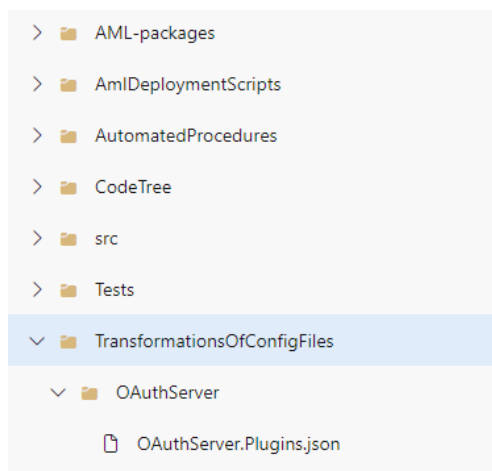 AML-packages
AmlDeploymentScripts
AutomatedProcedures
CodeTree
src
Tests
TransformationsOfConfigFiles
OAuthServer
OAuthServer.Plugins.json